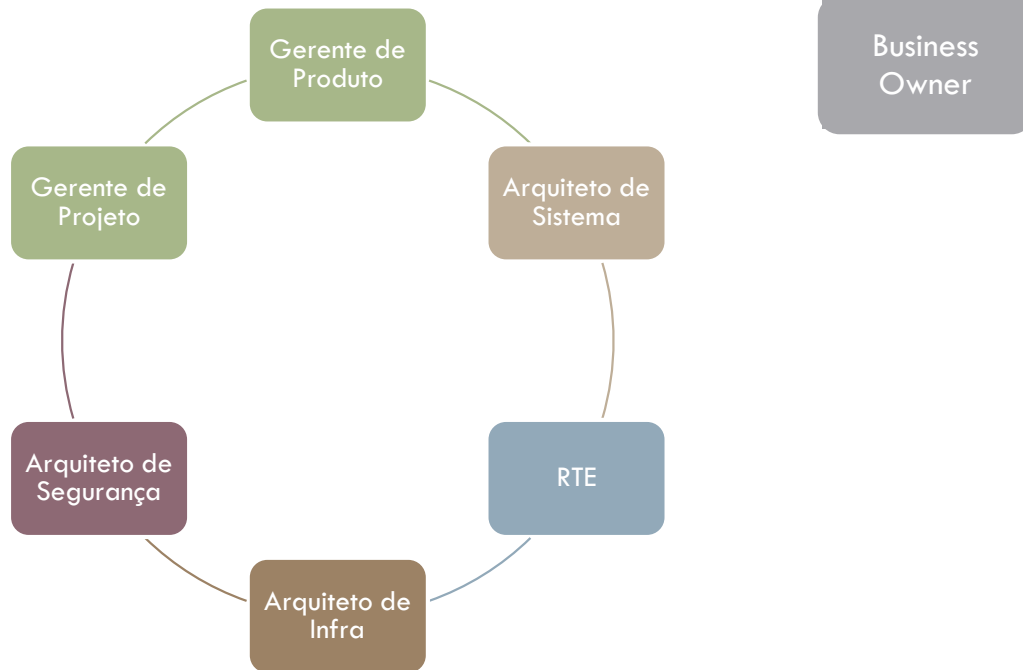 Gerente de
Produto
Business
Owner
Gerente de
Projeto
Arquiteto de
Sistema
Arquiteto de
Segurança
RTE
Arquiteto de
Infra